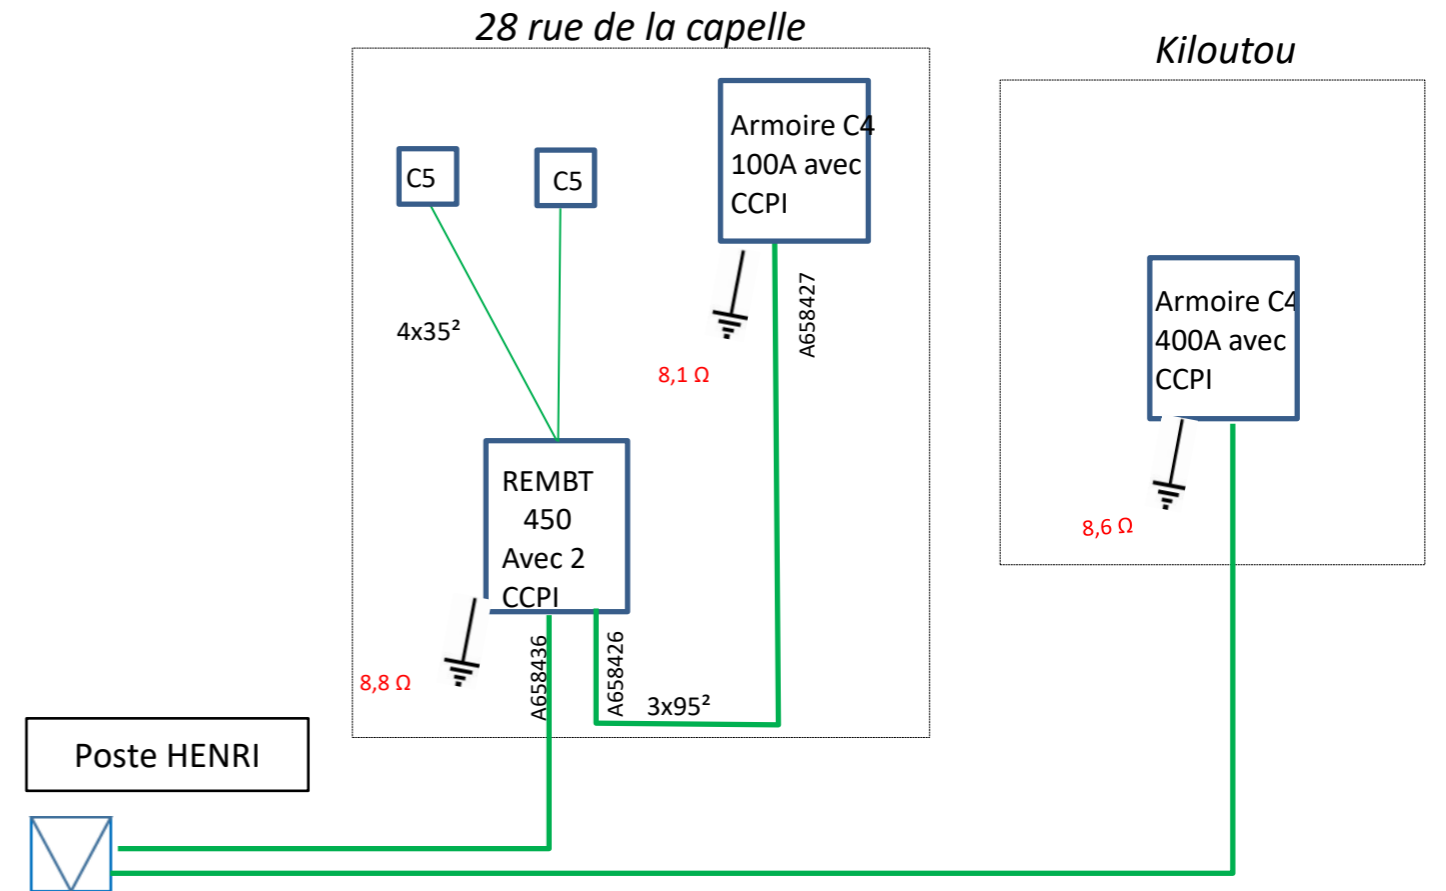 28 rue de la capelle
Kiloutou
Armoire C4
100A avec
CCPI
C5
C5
Armoire C4
400A avec
CCPI
A658427
4x35²
8,1 Ω
REMBT
450
Avec 2
CCPI
8,6 Ω
A658436
A658426
8,8 Ω
3x95²
Poste HENRI